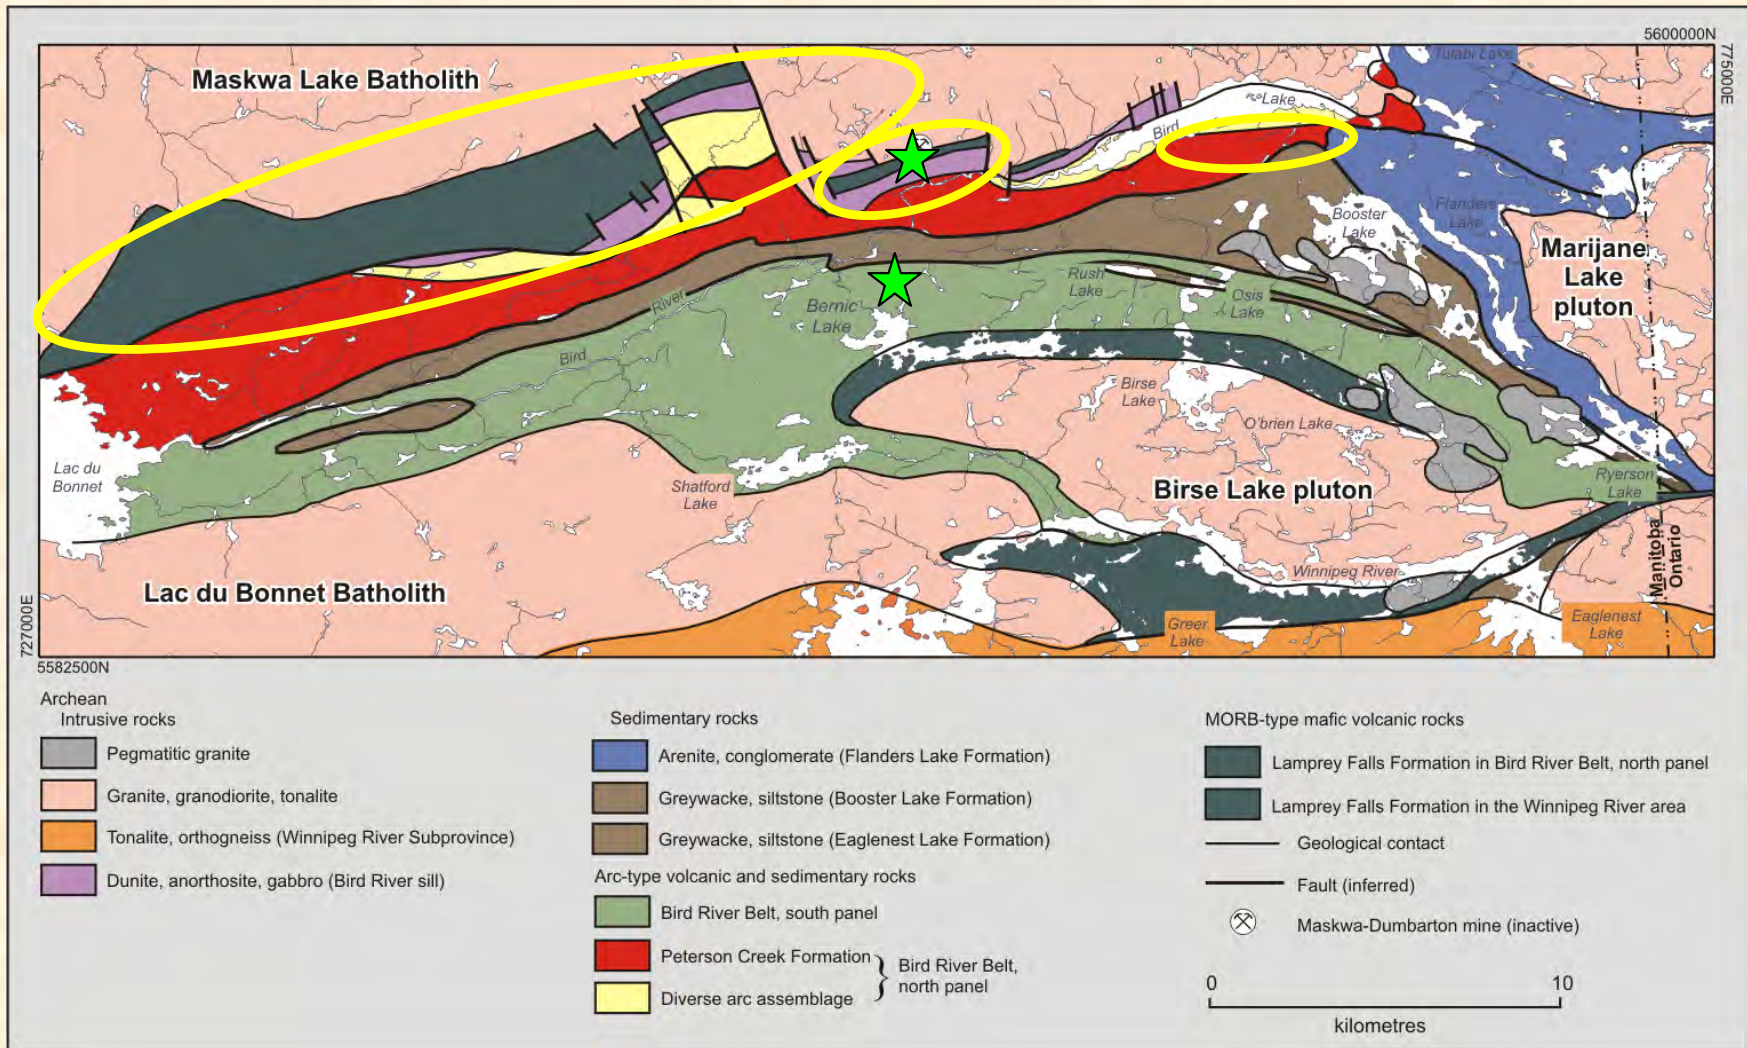 5600000N
775000E
Maskwa Lake Batholith
Tulabi Lake
Lake
Bird
Flanders
Lake
Booster
Lake
Marijane
Lake
pluton
Rush
Lake
Osis
Lake
River
Bernic
Lake
Bird
Birse
Lake
O'brien Lake
Lac du
Bonnet
Shatford
Lake
Birse Lake pluton
Ryerson
Lake
Manitoba
Ontario
Winnipeg River
Lac du Bonnet Batholith
Greer
Lake
Eaglenest
Lake
727000E
5582500N
Archean
Intrusive rocks
Pegmatitic granite
Granite, granodiorite, tonalite
Tonalite, orthogneiss (Winnipeg River Subprovince)
Dunite, anorthosite, gabbro (Bird River sill)
Sedimentary rocks
Arenite, conglomerate (Flanders Lake Formation)
Greywacke, siltstone (Booster Lake Formation)
Greywacke, siltstone (Eaglenest Lake Formation)
Arc-type volcanic and sedimentary rocks
Bird River Belt, south panel
Peterson Creek Formation
Diverse arc assemblage
Bird River Belt,
north panel
MORB-type mafic volcanic rocks
Lamprey Falls Formation in Bird River Belt, north panel
Lamprey Falls Formation in the Winnipeg River area
Geological contact
Fault (inferred)
Maskwa-Dumbarton mine (inactive)
0 10
kilometres